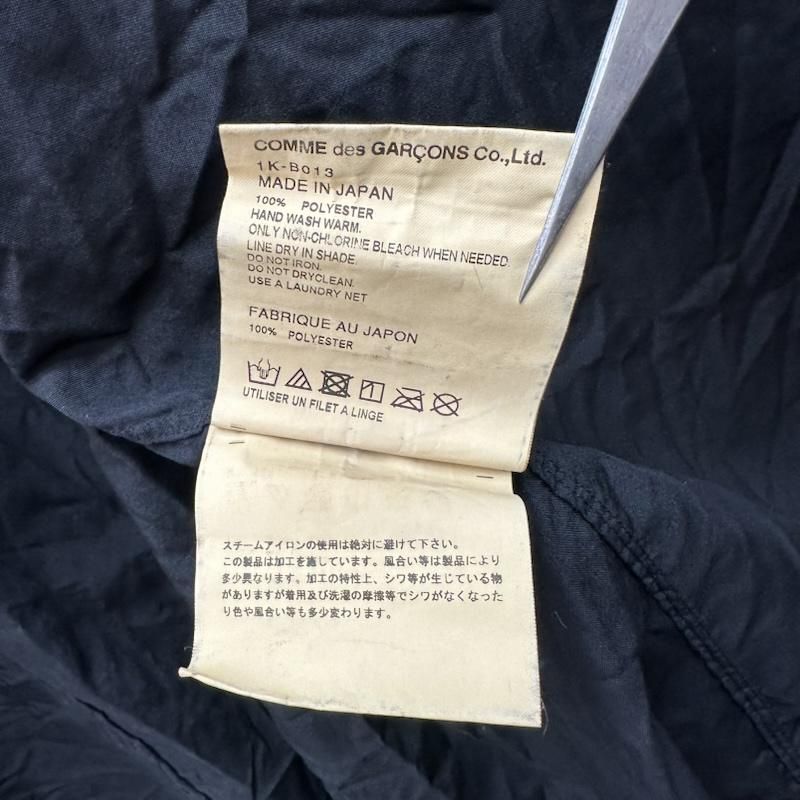 COMME des GARÇONS Co.,Ltd.
1K-B013
MADE IN JAPAN
100% POLYESTER
HAND WASH WARM.
ONLY NON-CHLORINE BLEACH WHEN NEEDED.
LINE DRY IN SHADE.
DO NOT IRON.
DO NOT DRYCLEAN.
USE A LAUNDRY NET
FABRIQUE AU JAPON
100% POLYESTER
UTILISER UN FILET A LINGE
スチームアイロンの使用は絶対に避けて下さい。
この製品は加工を施しています。風合い等は製品により
多少異なります。加工の特性上、シワ等が生じている物
がありますが着用及び洗濯の摩擦等でシワがなくなった
り色や風合い等も多少変わります。